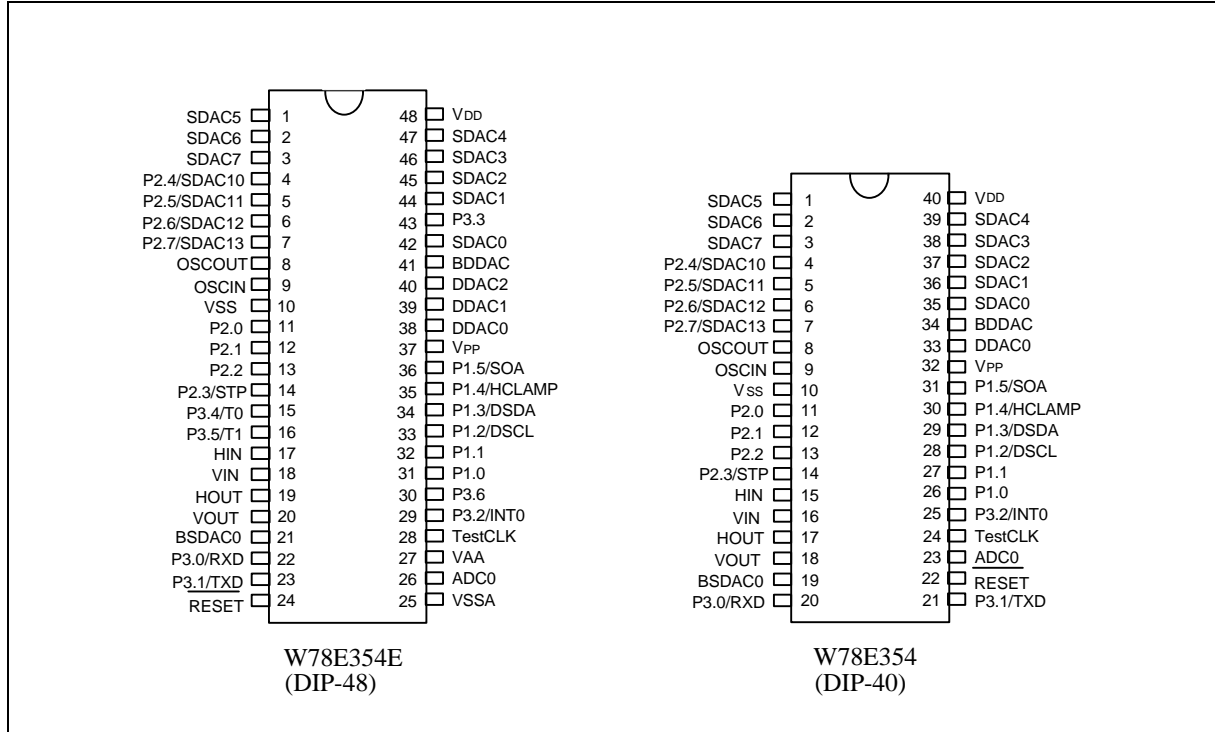 SDAC5 1 48 VDD
SDAC6 2 47 SDAC4
SDAC7 3 46 SDAC3
P2.4/SDAC10 4 45 SDAC2
P2.5/SDAC11 5 44 SDAC1
P2.6/SDAC12 6 43 P3.3
P2.7/SDAC13 7 42 SDAC0
OSCOUT 8 41 BDDAC
OSCIN 9 40 DDAC2
VSS 10 39 DDAC1
P2.0 11 38 DDAC0
P2.1 12 37 VPP
P2.2 13 36 P1.5/SOA
P2.3/STP 14 35 P1.4/HCLAMP
P3.4/T0 15 34 P1.3/DSDA
P3.5/T1 16 33 P1.2/DSCL
HIN 17 32 P1.1
VIN 18 31 P1.0
HOUT 19 30 P3.6
VOUT 20 29 P3.2/INT0
BSDAC0 21 28 TestCLK
P3.0/RXD 22 27 VAA
P3.1/TXD 23 26 ADC0
RESET 24 25 VSSA
W78E354E
(DIP-48)
SDAC5 1 40 VDD
SDAC6 2 39 SDAC4
SDAC7 3 38 SDAC3
P2.4/SDAC10 4 37 SDAC2
P2.5/SDAC11 5 36 SDAC1
P2.6/SDAC12 6 35 SDAC0
P2.7/SDAC13 7 34 BDDAC
OSCOUT 8 33 DDAC0
OSCIN 9 32 VPP
VSS 10 31 P1.5/SOA
P2.0 11 30 P1.4/HCLAMP
P2.1 12 29 P1.3/DSDA
P2.2 13 28 P1.2/DSCL
P2.3/STP 14 27 P1.1
HIN 15 26 P1.0
VIN 16 25 P3.2/INT0
HOUT 17 24 TestCLK
VOUT 18 23 ADC0
BSDAC0 19 22 RESET
P3.0/RXD 20 21 P3.1/TXD
W78E354
(DIP-40)